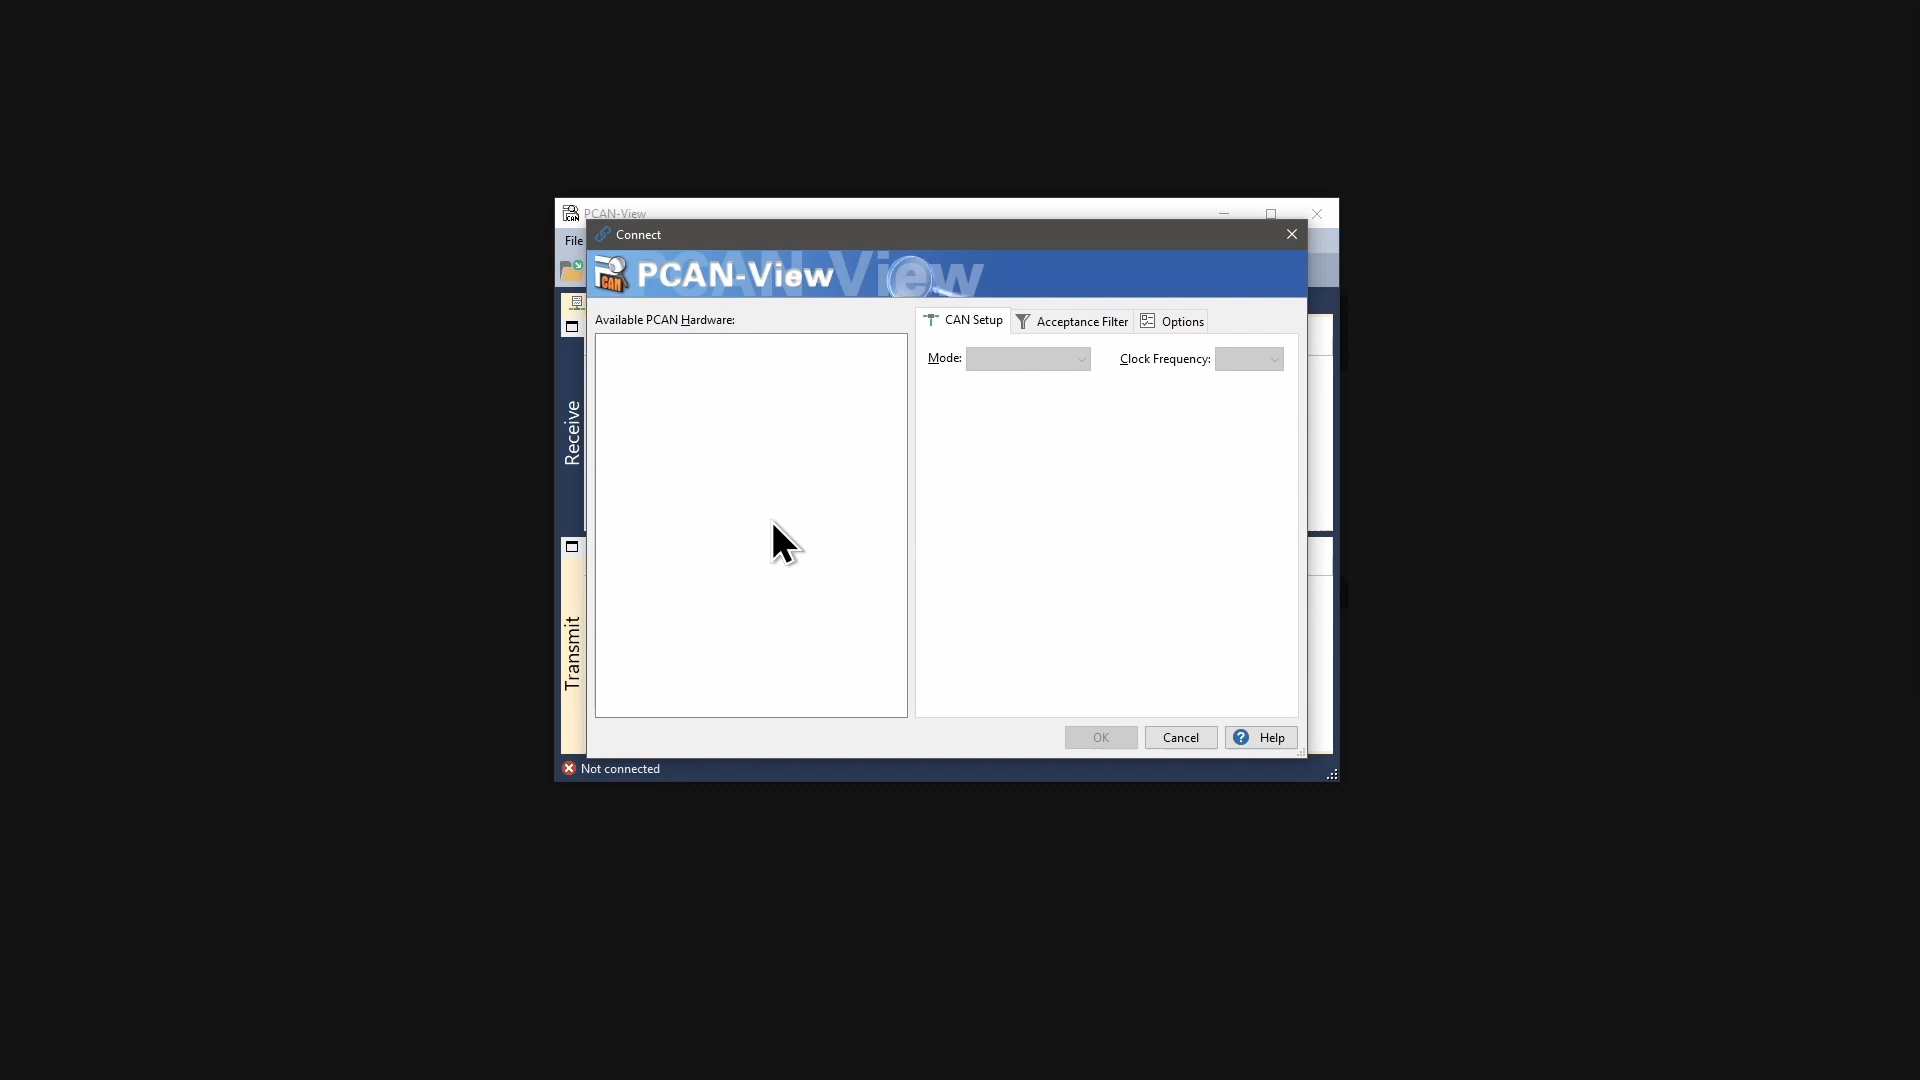 PCAN-View
File
Connect
PCAN-View
Available PCAN Hardware:
CAN Setup
Acceptance Filter
Options
Mode:
Clock Frequency:
Receive
Transmit
OK
Cancel
Help
Not connected